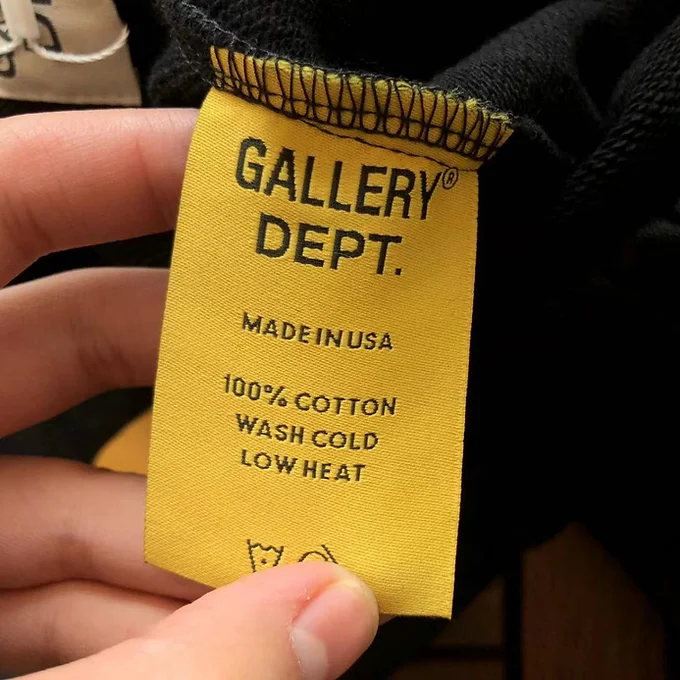 GALLERY®
DEPT.
MADE IN USA
100% COTTON
WASH COLD
LOW HEAT